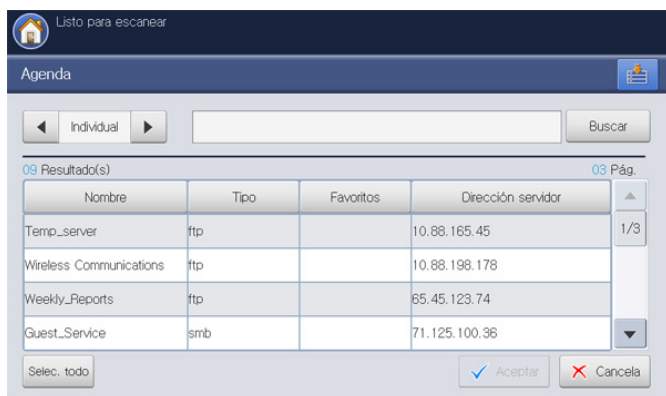 Listo para escanear
Agenda
Individual Buscar
09 Resultado(s) 03 Pág.
Nombre Tipo Favoritos Dirección servidor
Temp_server ftp 10.88.165.45 1/3
Wireless Communications ftp 10.88.198.178
Weekly_Reports ftp 65.45.123.74
Guest_Service smb 71.125.100.36
Selec. todo Aceptar Cancela